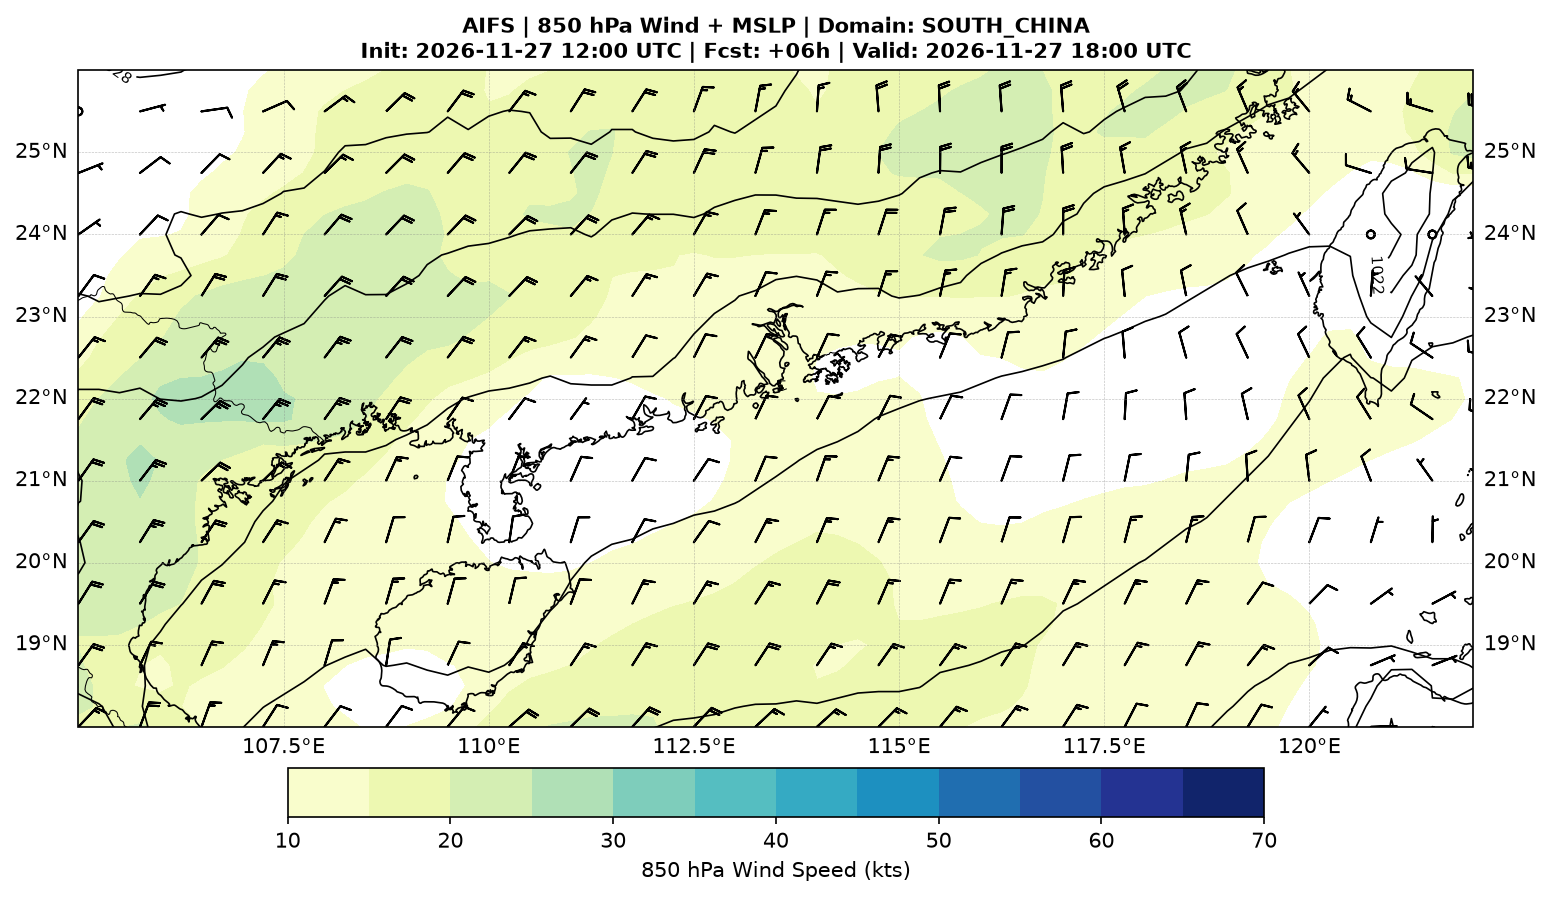 AIFS | 850 hPa Wind + MSLP | Domain: SOUTH_CHINA
Init: 2026-11-27 12:00 UTC | Fcst: +06h | Valid: 2026-11-27 18:00 UTC
28
25°N 25°N
24°N 24°N
1022
23°N 23°N
22°N 22°N
21°N 21°N
20°N 20°N
19°N 19°N
107.5°E 110°E 112.5°E 115°E 117.5°E 120°E
10 20 30 40 50 60 70
850 hPa Wind Speed (kts)